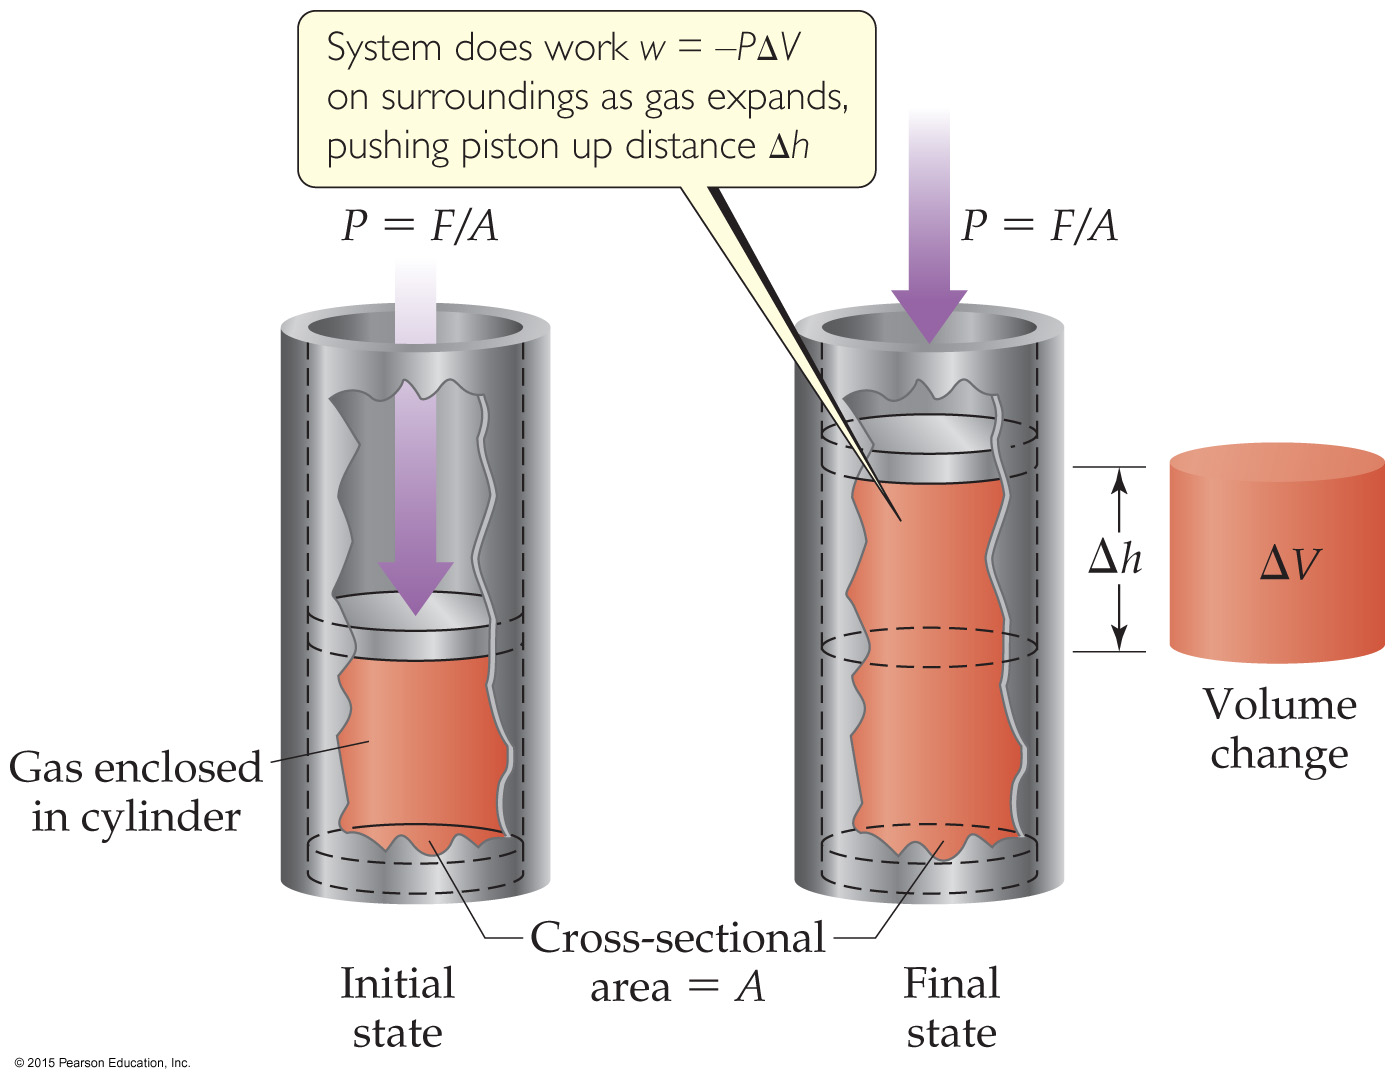 System does work w = –PΔV
on surroundings as gas expands,
pushing piston up distance Δh
P = F/A
P = F/A
Δh
ΔV
Volume
change
Gas enclosed
in cylinder
Cross-sectional
area = A
Initial
state
Final
state
© 2015 Pearson Education, Inc.